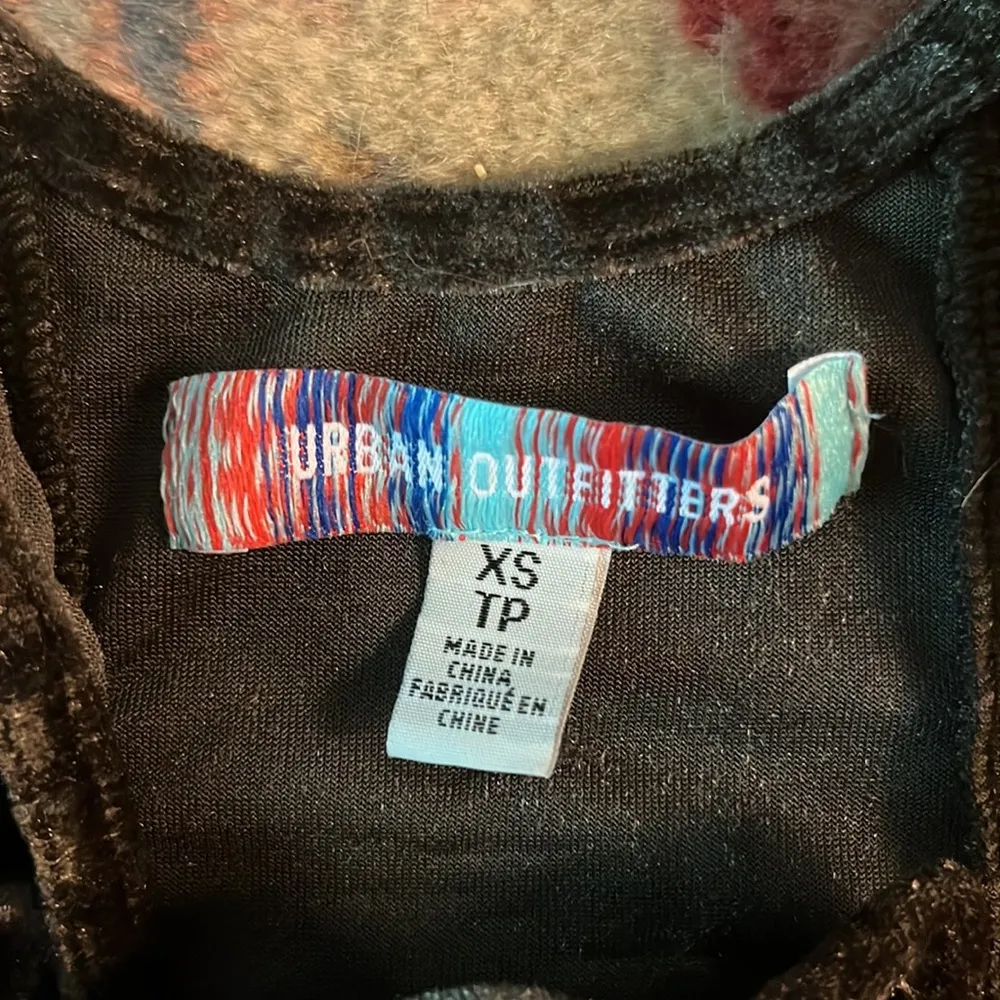 URBAN OUTFITTERS
XS
TP
MADE IN
CHINA
FABRIQUÉ EN
CHINE